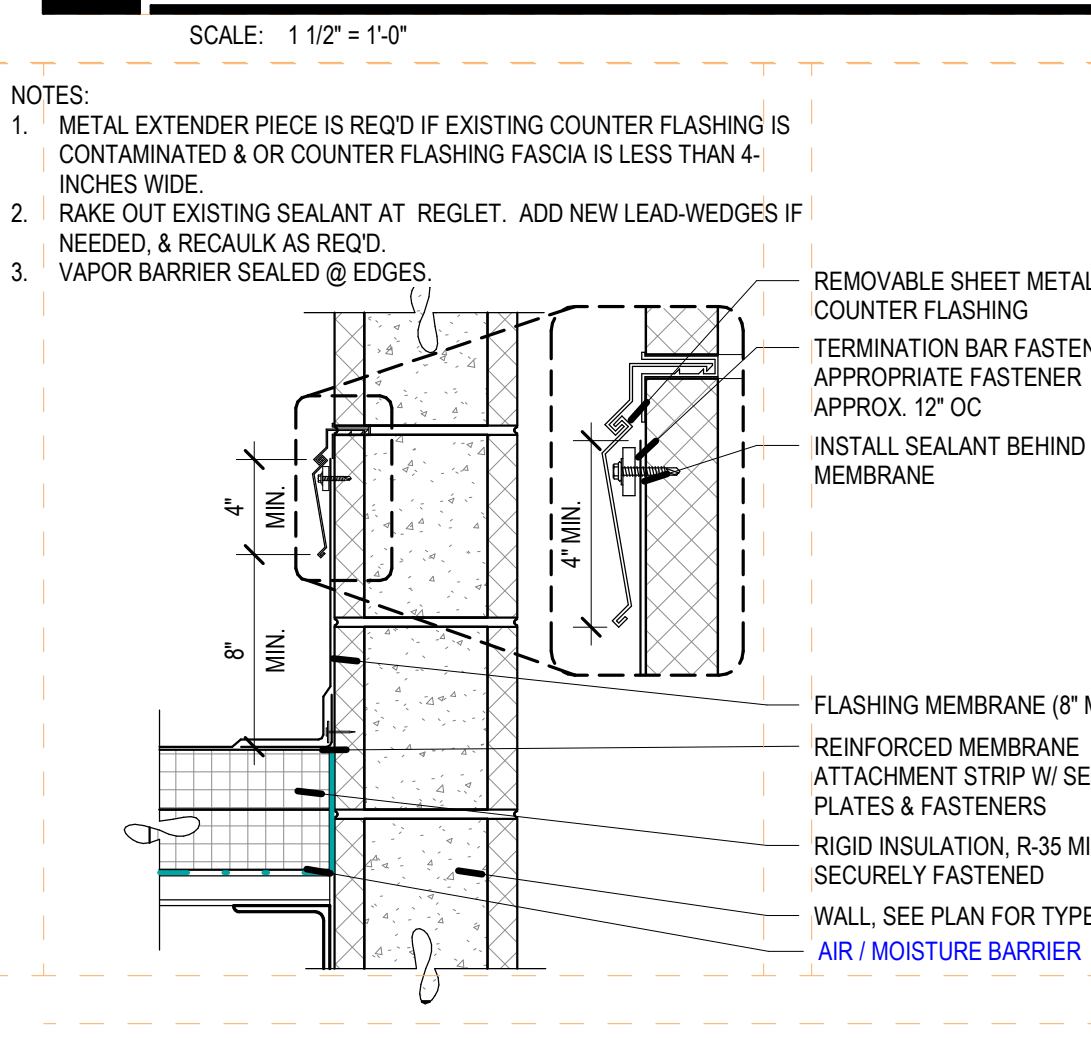 SCALE: 1 1/2" = 1'-0"
NOTES:
1. METAL EXTENDER PIECE IS REQ'D IF EXISTING COUNTER FLASHING IS
CONTAMINATED & OR COUNTER FLASHING FASCIA IS LESS THAN 4-
INCHES WIDE.
2. RAKE OUT EXISTING SEALANT AT REGLET. ADD NEW LEAD-WEDGES IF
NEEDED, & RECAULK AS REQ'D.
3. VAPOR BARRIER SEALED @ EDGES.
REMOVABLE SHEET METAL
COUNTER FLASHING
TERMINATION BAR
APPROPRIATE FASTENER
APPROX. 12" OC
INSTALL SEALANT BEHIND
MEMBRANE
4"
MIN.
4" MIN.
8"
MIN.
FLASHING MEMBRANE (8"
REINFORCED MEMBRANE
ATTACHMENT STRIP W/
PLATES & FASTENERS
RIGID INSULATION, R-35
SECURELY FASTENED
WALL, SEE PLAN FOR TYPE
AIR / MOISTURE BARRIER